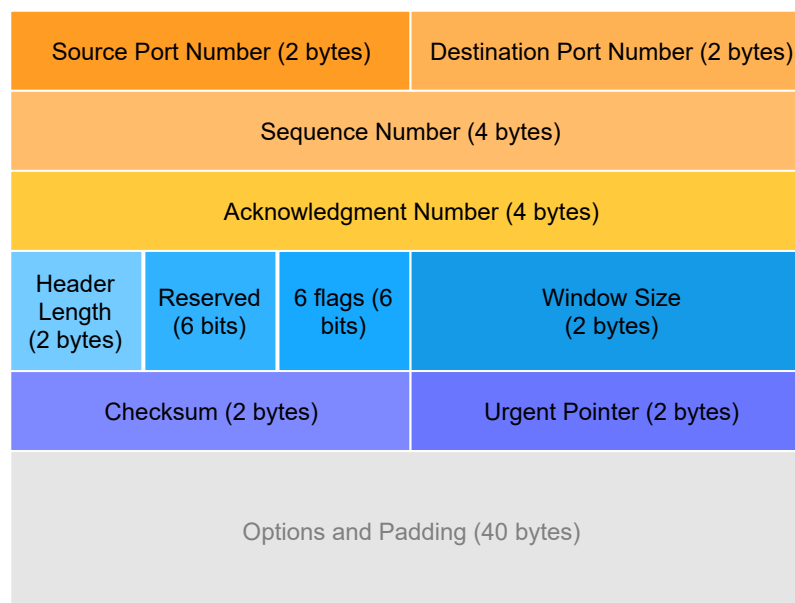 Source Port Number (2 bytes)
Destination Port Number (2 bytes)
Sequence Number (4 bytes)
Acknowledgment Number (4 bytes)
Header
Length
(2 bytes)
Reserved
(6 bits)
6 flags (6
bits)
Window Size
(2 bytes)
Checksum (2 bytes)
Urgent Pointer (2 bytes)
Options and Padding (40 bytes)